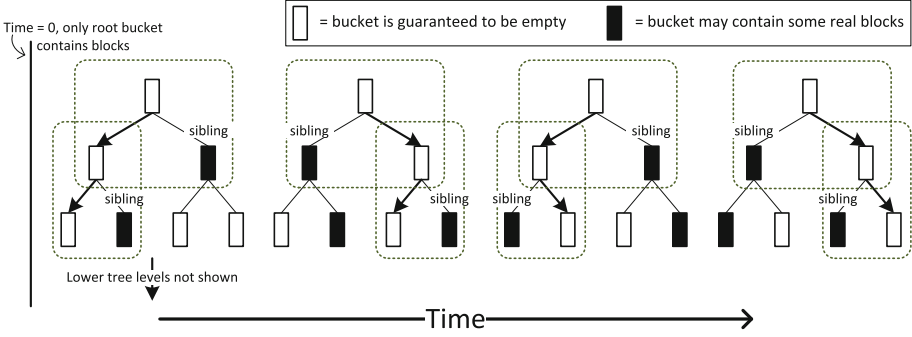 Time = 0, only root bucket
contains blocks
= bucket is guaranteed to be empty
= bucket may contain some real blocks
sibling
sibling
sibling
sibling
sibling
sibling
sibling
sibling
Lower tree levels not shown
Time